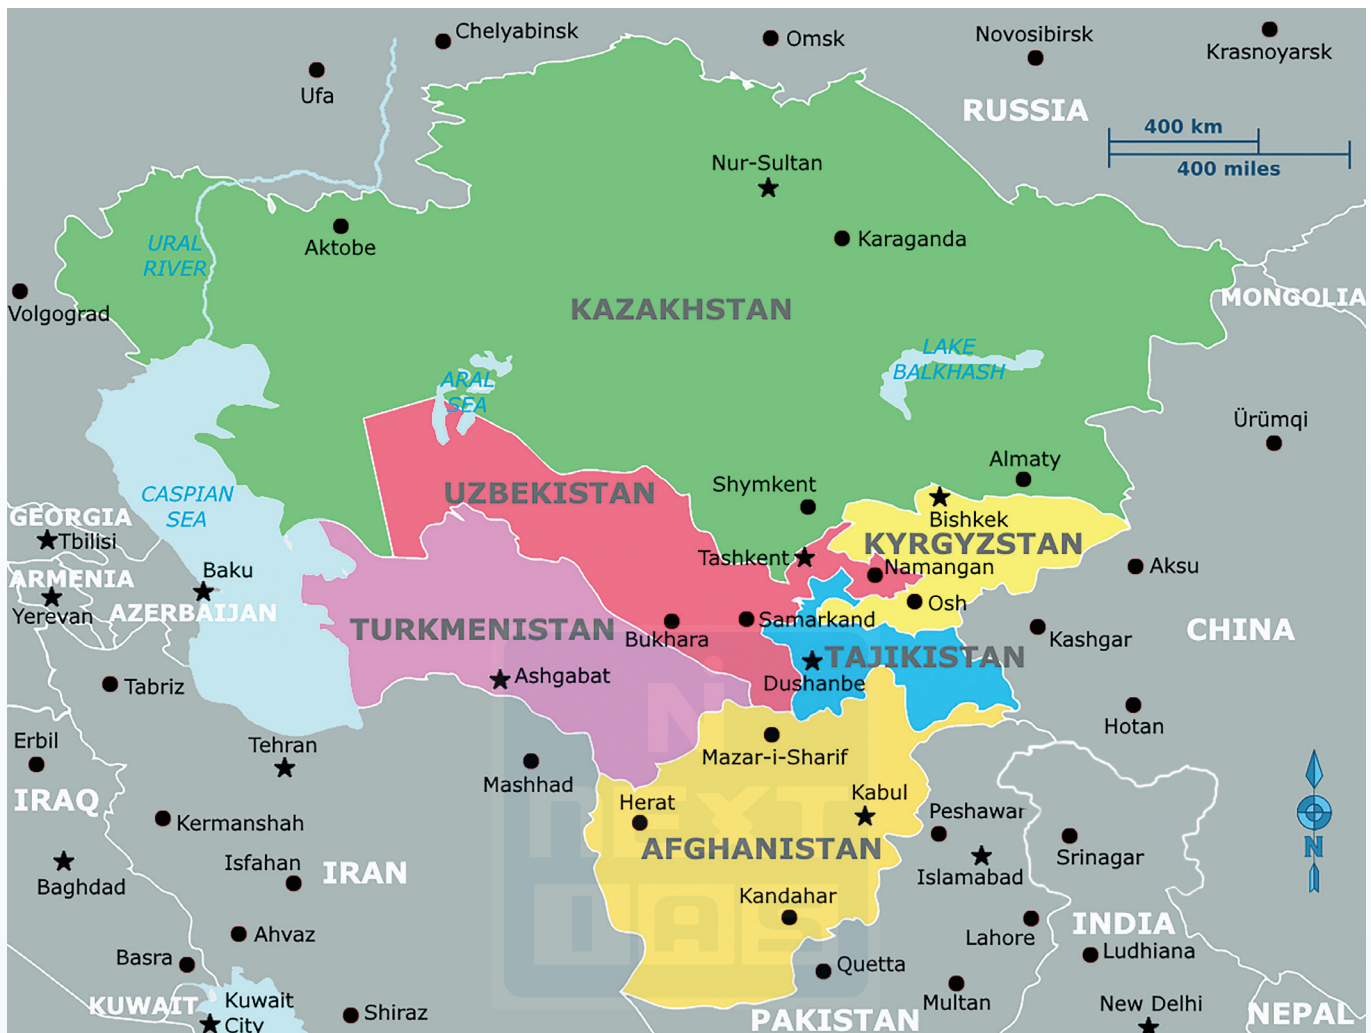 Chelyabinsk
Omsk
Novosibirsk
Krasnoyarsk
Ufa
RUSSIA
400 km
400 miles
Nur-Sultan
Aktobe
Karaganda
URAL
RIVER
Volgograd
KAZAKHSTAN
MONGOLIA
LAKE
BALKHASH
ARAL
SEA
Ürümqi
Almaty
CASPIAN
SEA
UZBEKISTAN
Shymkent
Bishkek
GEORGIA
Tbilisi
KYRGYZSTAN
Tashkent
Namangan
Aksu
ARMENIA
Baku
Yerevan
AZERBAIJAN
Osh
TURKMENISTAN
Bukhara
Samarkand
Kashgar
CHINA
TAJIKISTAN
Ashgabat
Dushanbe
Tabriz
Hotan
Erbil
Tehran
Mashhad
Mazar-i-Sharif
IRAQ
Kermanshah
Herat
Kabul
Peshawar
AFGHANISTAN
Srinagar
Isfahan
IRAN
Islamabad
Baghdad
N
Kandahar
Lahore
INDIA
Ahvaz
Basra
Quetta
Ludhiana
KUWAIT
Kuwait
City
Shiraz
Multan
New Delhi
PAKISTAN
NEPAL
NEXT
IAS